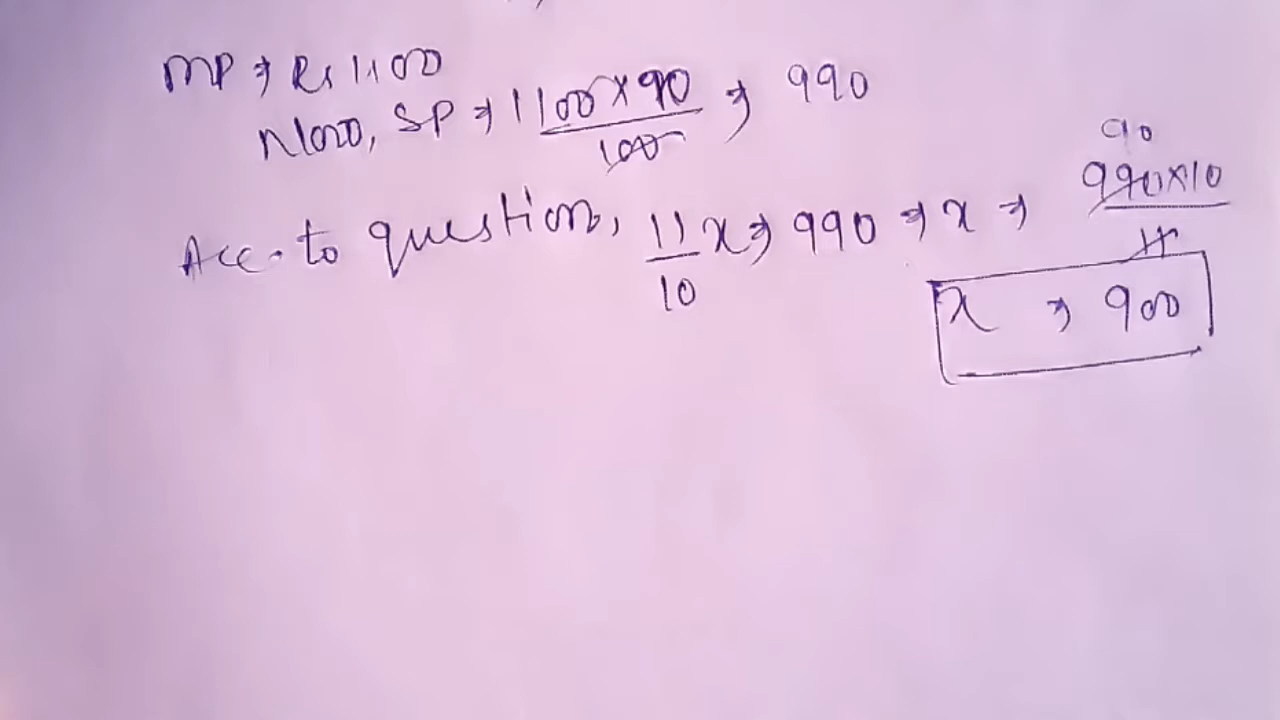 MP ⇒ Rs 1100
Now, SP ⇒ 1100×90/100 ⇒ 990
Acc. to question, 11/10 x ⇒ 990 ⇒ x ⇒ 990×10/11
90
x ⇒ 900